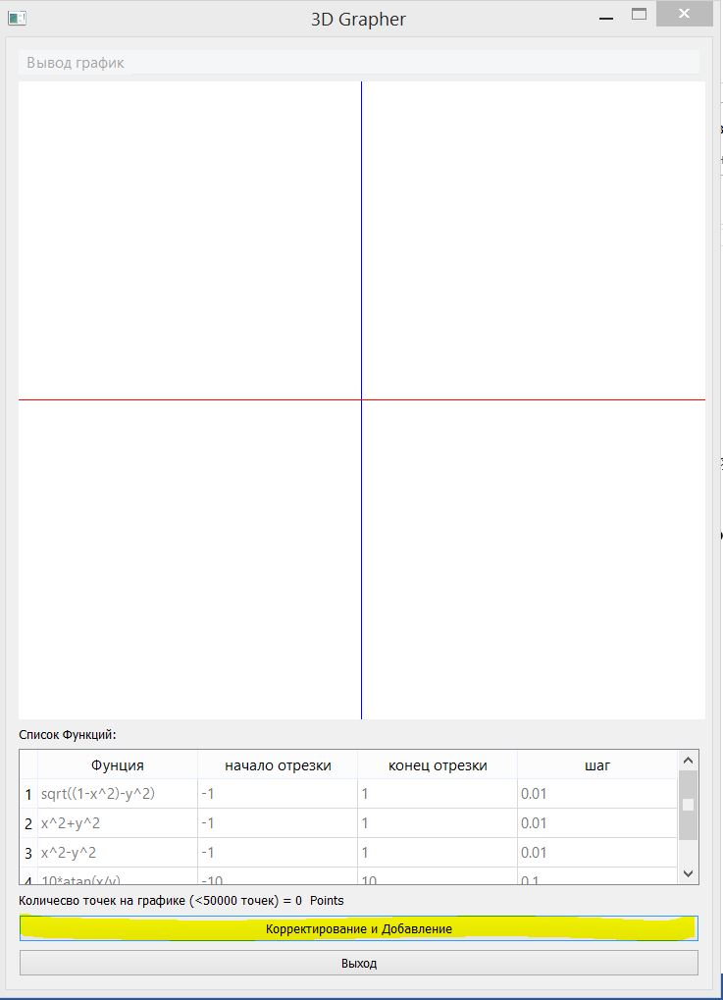 3D Grapher
Вывод график
Список Функций:
Фунция начало отрезки конец отрезки шаг
1 sqrt((1-x^2)-y^2) -1 1 0.01
2 x^2+y^2 -1 1 0.01
3 x^2-y^2 -1 1 0.01
4 10*atan(x/y) -10 10 0.1
Количесво точек на графике (<50000 точек) = 0 Points
Корректирование и Добавление
Выход